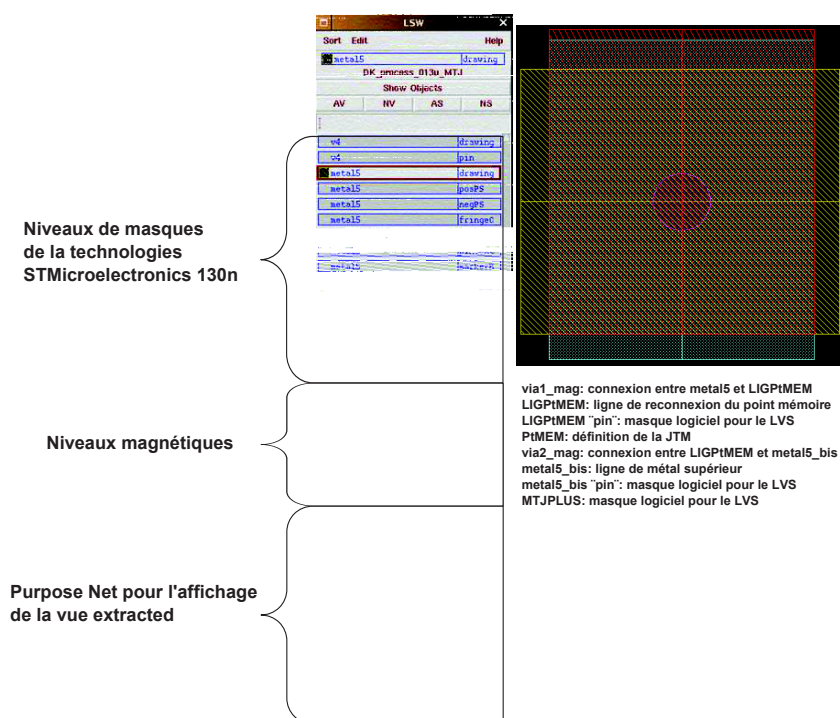 LSW
Sort Edit Help
metal5 drawing
DK_process_013u_MTJ
Show Objects
AV NV AS NS
v4 drawing
v4 pin
metal5 drawing
metal5 posPS
metal5 negPS
metal5 fringeC
metal5
Niveaux de masques
de la technologies
STMicroelectronics 130n
Niveaux magnétiques
Purpose Net pour l'affichage
de la vue extracted
via1_mag: connexion entre metal5 et LIGPtMEM
LIGPtMEM: ligne de reconnexion du point mémoire
LIGPtMEM ¨pin¨: masque logiciel pour le LVS
PtMEM: définition de la JTM
via2_mag: connexion entre LIGPtMEM et metal5_bis
metal5_bis: ligne de métal supérieur
metal5_bis ¨pin¨: masque logiciel pour le LVS
MTJPLUS: masque logiciel pour le LVS